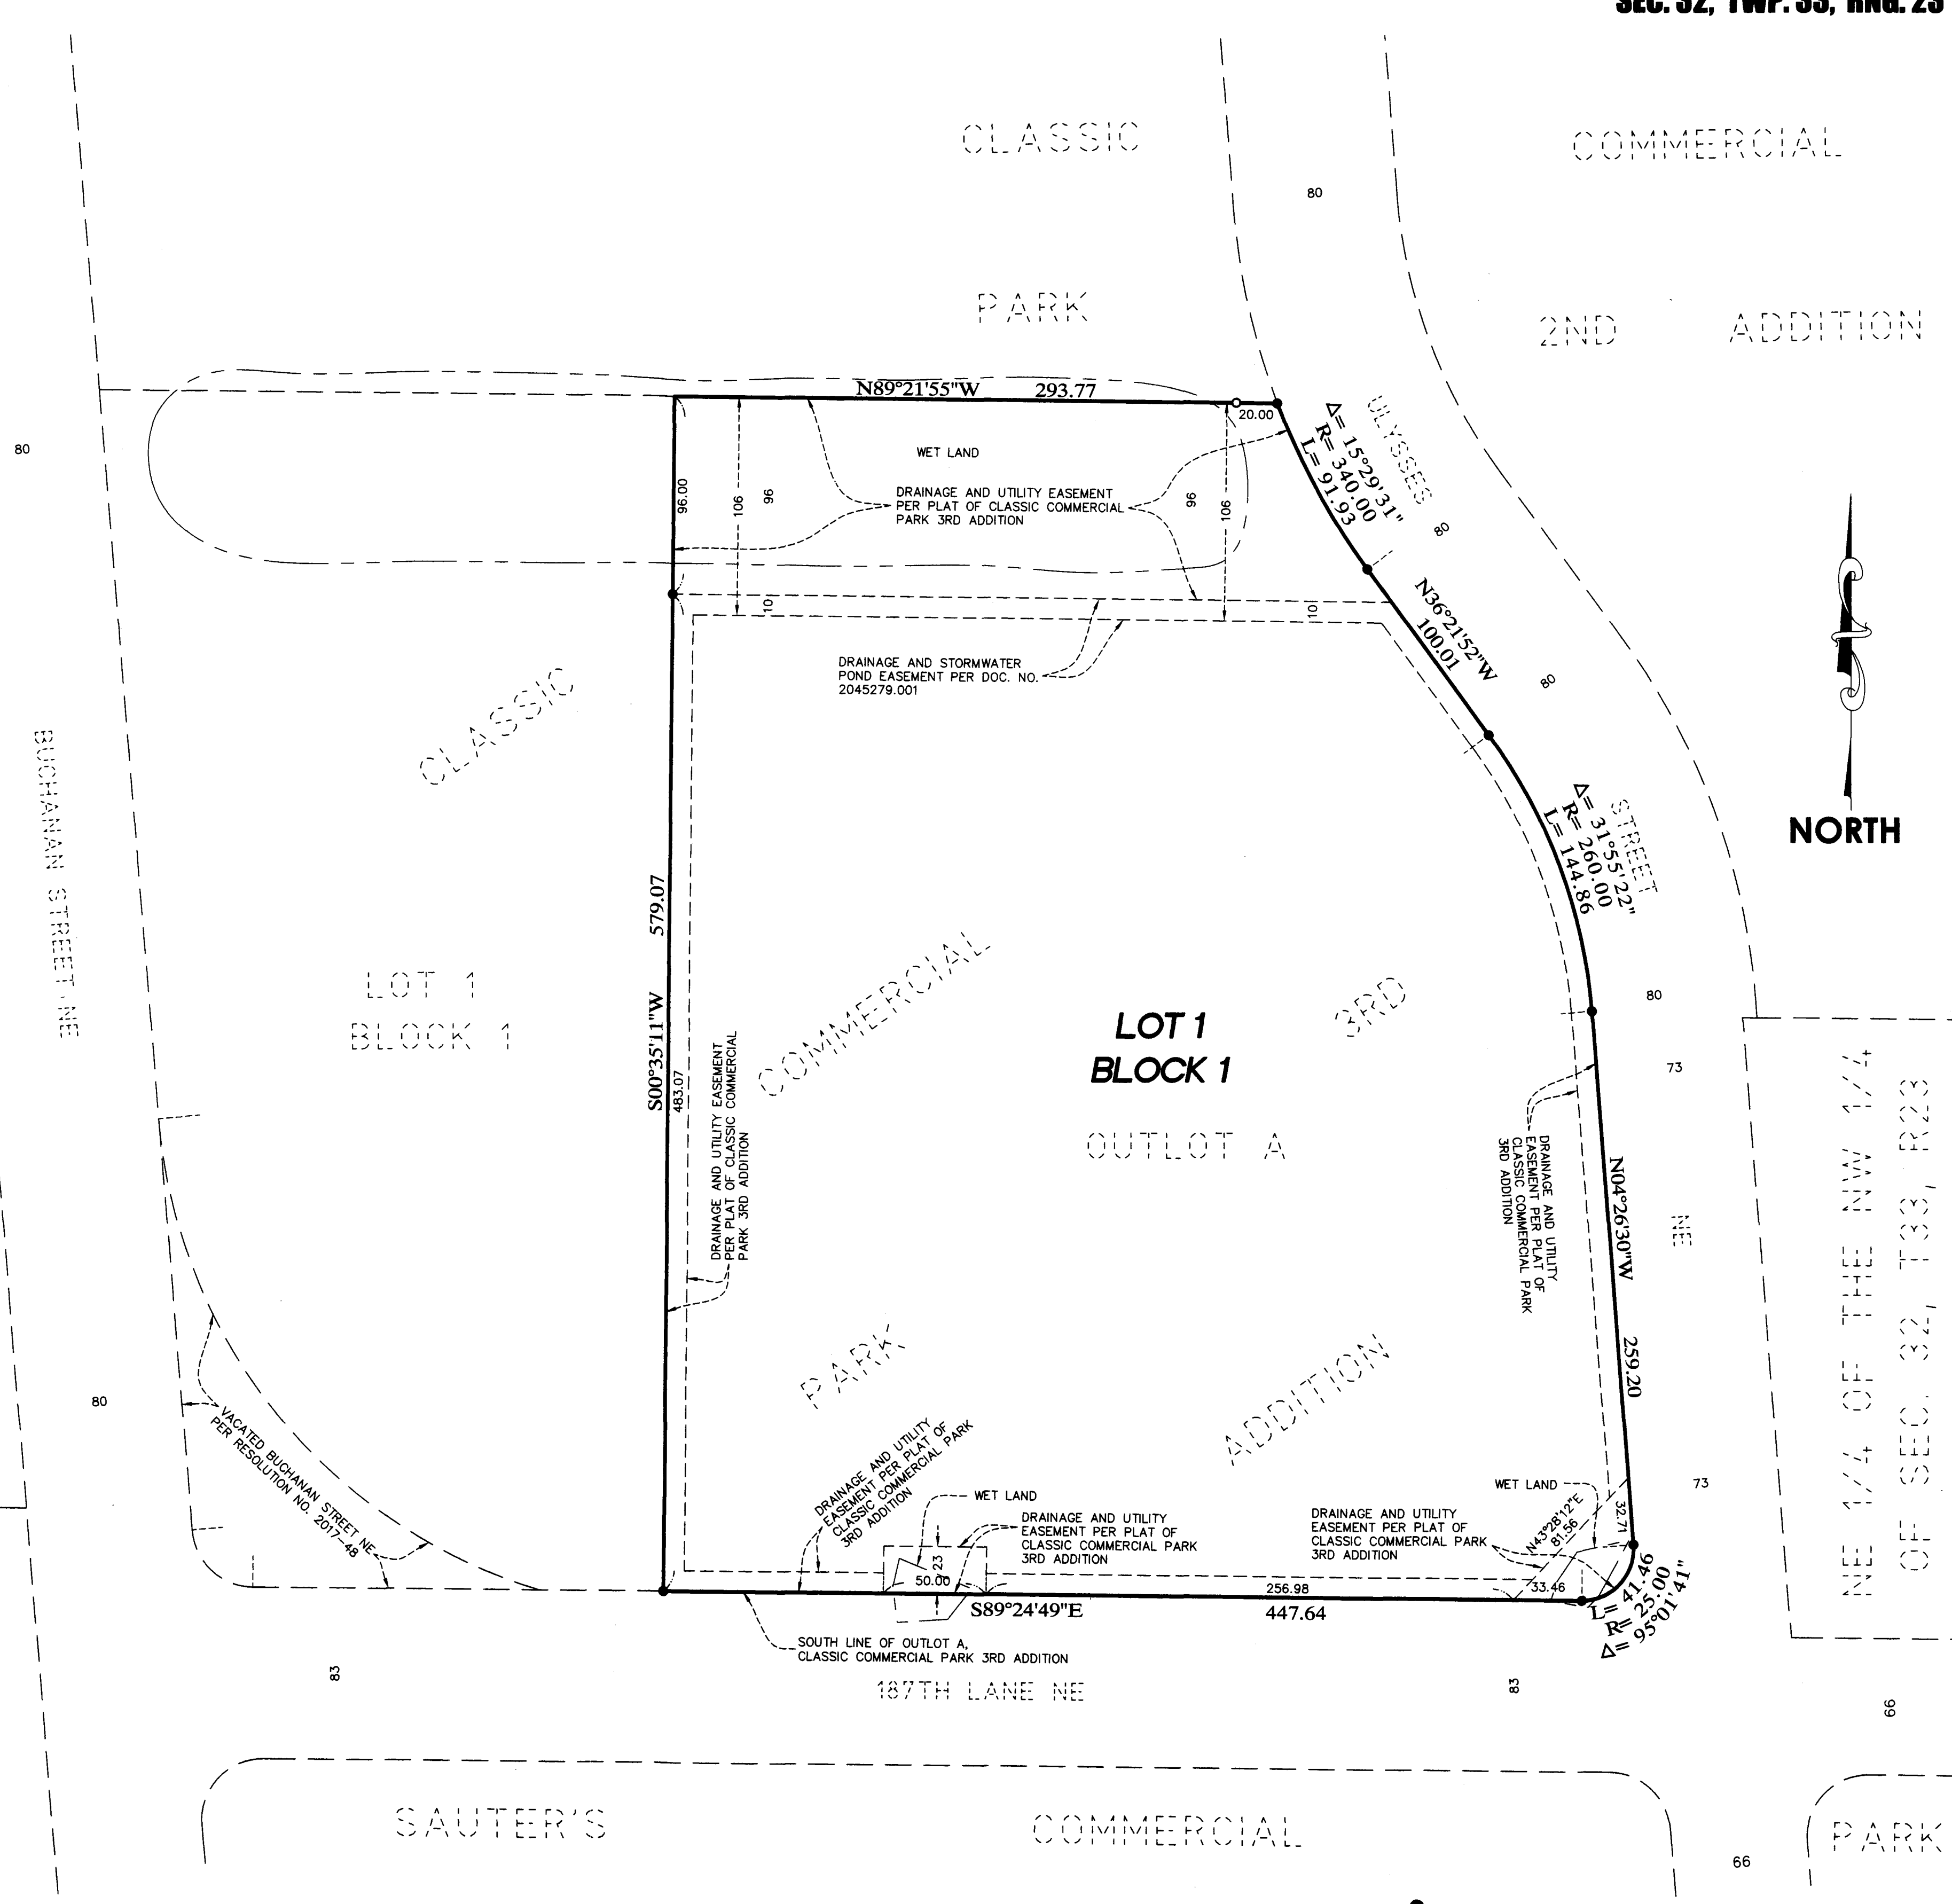 SEC. 32, TWP. 33, RNG. 23
CLASSIC
COMMERCIAL
80
PARK
2ND ADDITION
N89°21'55"W 293.77
20.00
80
WET LAND
DRAINAGE AND UTILITY EASEMENT
PER PLAT OF CLASSIC COMMERCIAL
PARK 3RD ADDITION
96.00
106
96
96
106
10
10
Δ= 15°29'31"
R= 340.00
L= 91.93
ULYSSES
80
N36°21'52"W
100.01
80
DRAINAGE AND STORMWATER
POND EASEMENT PER DOC. NO.
2045279.001
CLASSIC
BUCHANAN STREET NE
Δ= 31°55'22"
R= 260.00
L= 144.86
STREET
NORTH
579.07
S00°35'11"W
483.07
LOT 1
BLOCK 1
COMMERCIAL
3RD
LOT 1
BLOCK 1
OUTLOT A
80
73
DRAINAGE AND UTILITY EASEMENT
PER PLAT OF CLASSIC COMMERCIAL
PARK 3RD ADDITION
DRAINAGE AND UTILITY
EASEMENT PER PLAT OF
CLASSIC COMMERCIAL PARK
3RD ADDITION
N04°26'30"W
259.20
NE
NE 1/4 OF THE NW 1/4
OF SEC. 32, T33, R23
PARK
ADDITION
80
VACATED BUCHANAN STREET NE
PER RESOLUTION NO. 2017-48
DRAINAGE AND UTILITY
EASEMENT PER PLAT OF
CLASSIC COMMERCIAL PARK
3RD ADDITION
WET LAND
DRAINAGE AND UTILITY
EASEMENT PER PLAT OF
CLASSIC COMMERCIAL PARK
3RD ADDITION
DRAINAGE AND UTILITY
EASEMENT PER PLAT OF
CLASSIC COMMERCIAL PARK
3RD ADDITION
WET LAND
N43°28'12"E
81.56
32.71
73
23
50.00
256.98
33.46
S89°24'49"E
447.64
L= 41.46
R= 25.00
Δ= 95°01'41"
SOUTH LINE OF OUTLOT A,
CLASSIC COMMERCIAL PARK 3RD ADDITION
83
187TH LANE NE
83
66
SAUTER'S
COMMERCIAL
PARK
66